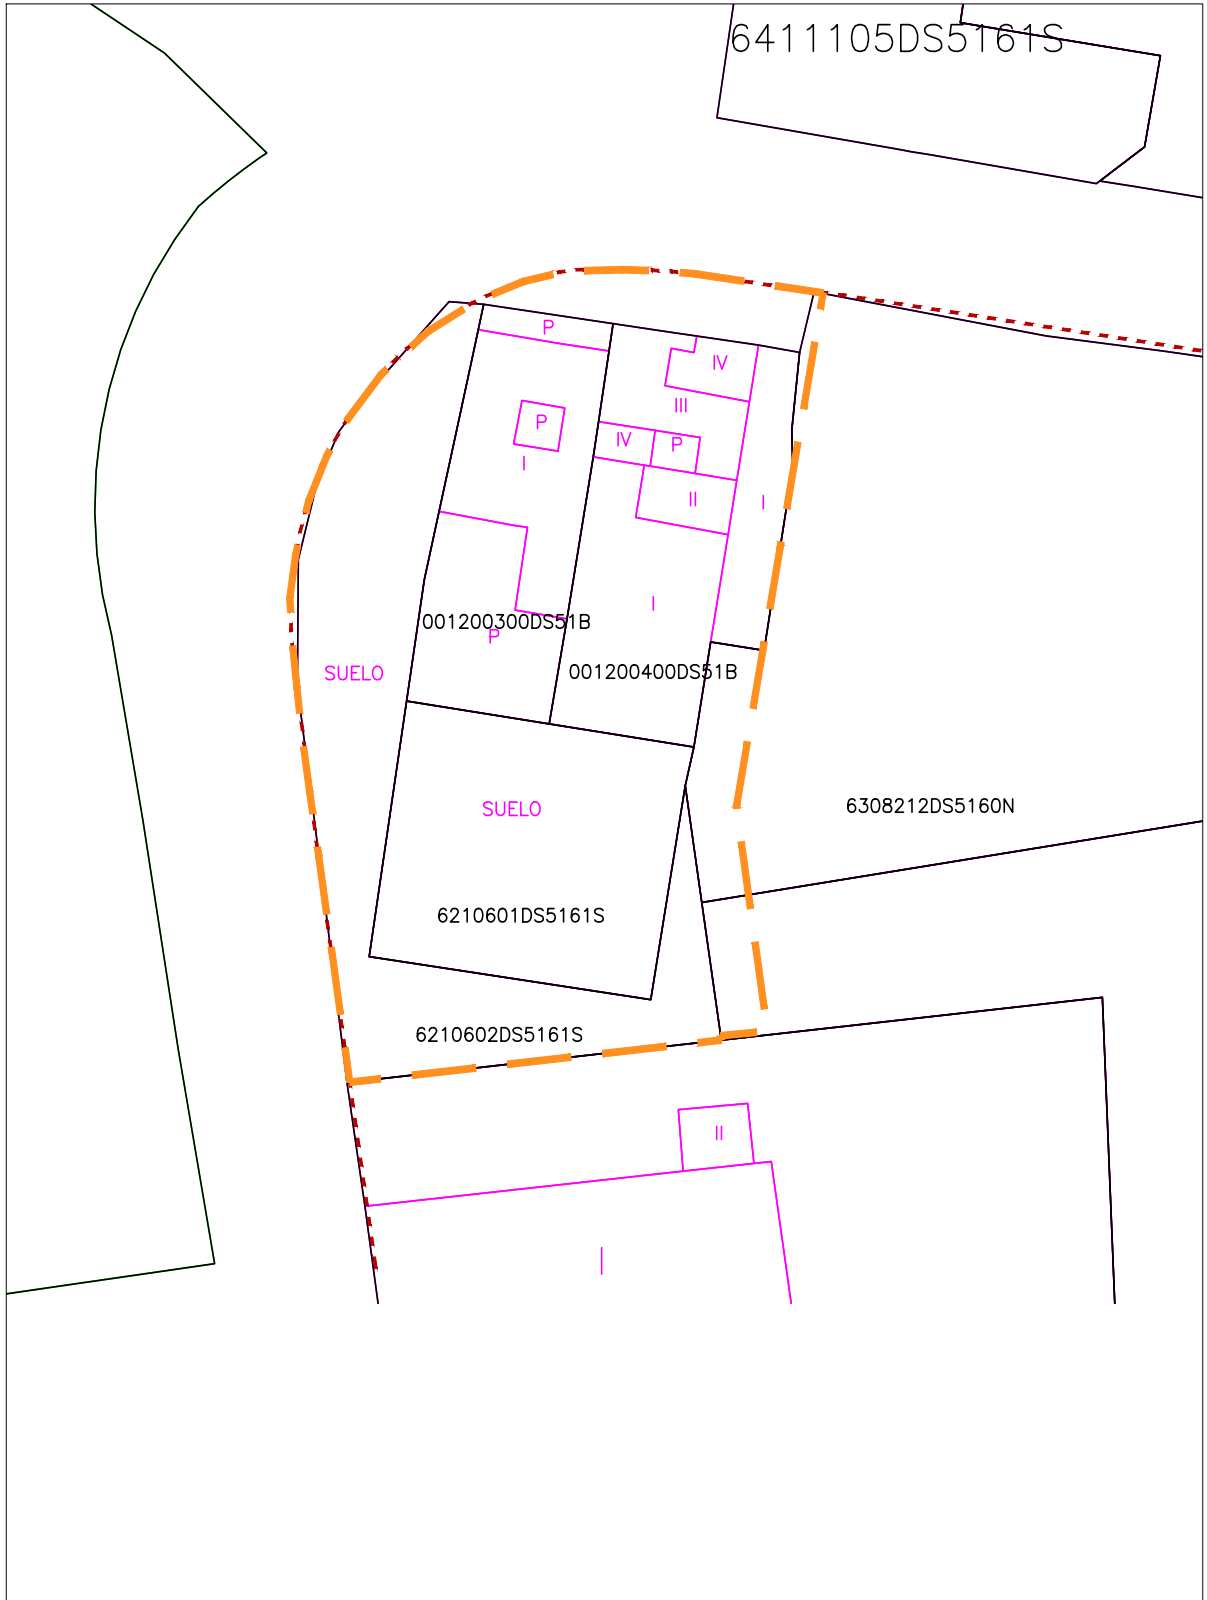 6411105DS5161S
P
IV
III
P
IV
P
I
II
I
I
001200300DS51B
P
001200400DS51B
SUELO
SUELO
6308212DS5160N
6210601DS5161S
6210602DS5161S
II
I